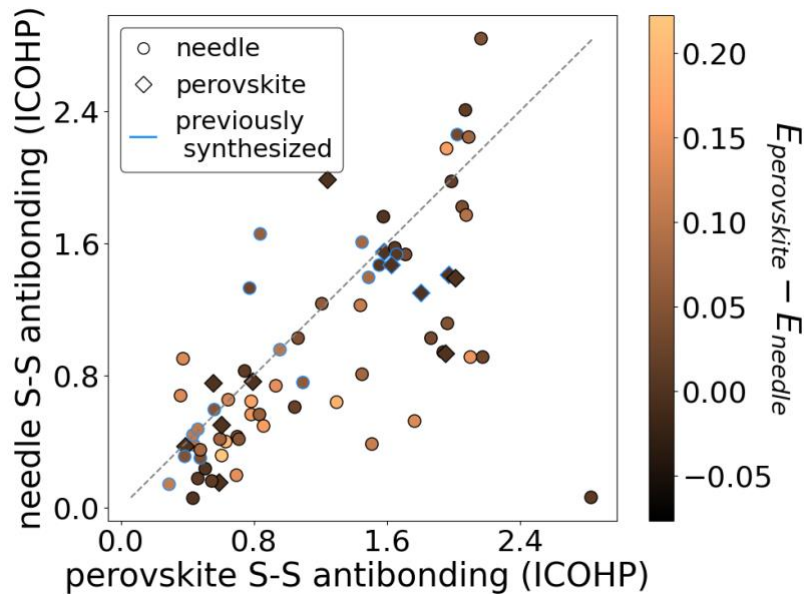 needle
perovskite
previously
synthesized
needle S-S antibonding (ICOHP)
2.4
1.6
0.8
0.0
0.0 0.8 1.6 2.4
perovskite S-S antibonding (ICOHP)
0.20
0.15
0.10
0.05
0.00
−0.05
E_perovskite − E_needle